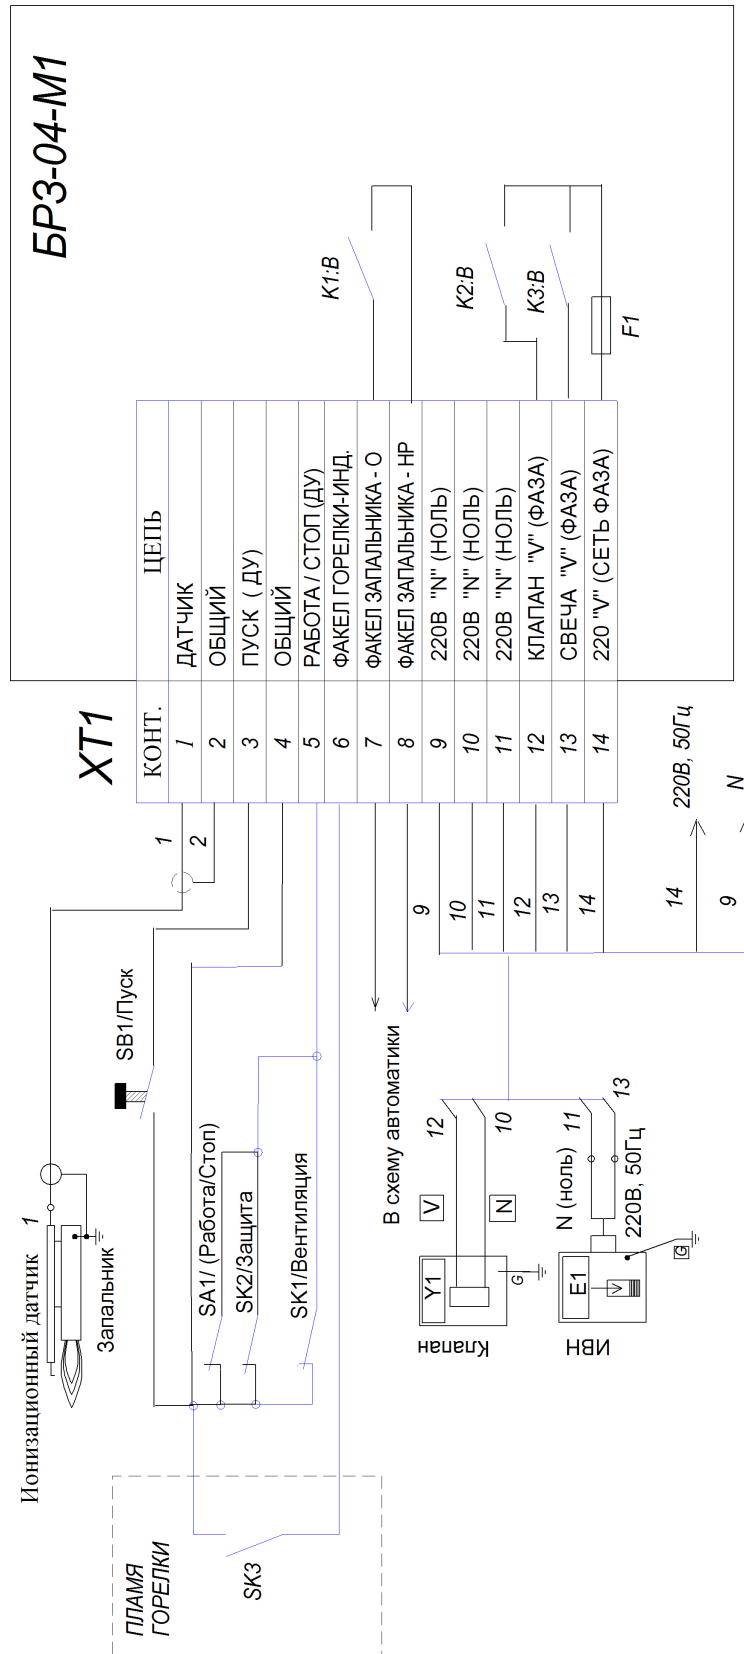 БРЗ-04-М1
K1:B
K2:B
K3:B
F1
XT1
КОНТ.
ЦЕПЬ
1 ДАТЧИК
2 ОБЩИЙ
3 ПУСК ( ДУ)
4 ОБЩИЙ
5 РАБОТА / СТОП (ДУ)
6 ФАКЕЛ ГОРЕЛКИ-ИНД.
7 ФАКЕЛ ЗАПАЛЬНИКА - О
8 ФАКЕЛ ЗАПАЛЬНИКА - НР
9 220В "N" (НОЛЬ)
10 220В "N" (НОЛЬ)
11 220В "N" (НОЛЬ)
12 КЛАПАН "V" (ФАЗА)
13 СВЕЧА "V" (ФАЗА)
14 220 "V" (СЕТЬ ФАЗА)
1
2
9
10
11
12
13
14
14
220В, 50Гц
9
N
SB1/Пуск
Ионизационный датчик
1
Запальник
SA1/ (Работа/Стоп)
SK2/Защита
SK1/Вентиляция
В схему автоматики
12
10
V
N
Y1
G
Клапан
11
13
N (ноль)
220В, 50Гц
E1
V
G
ИВН
ПЛАМЯ
ГОРЕЛКИ
SK3